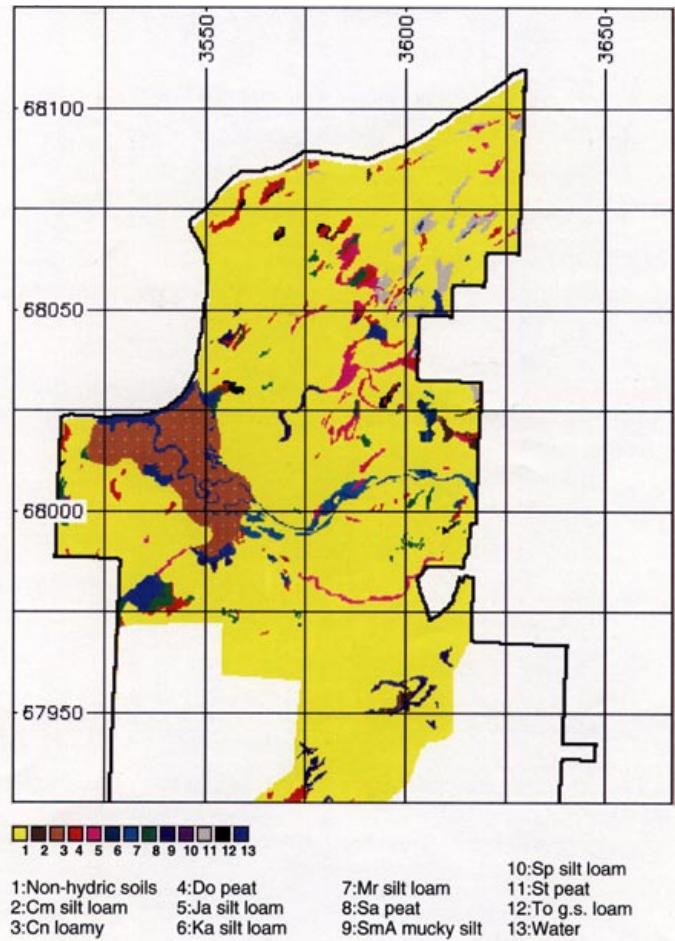 3550 3600 3650
68100
68050
68000
67950
1 2 3 4 5 6 7 8 9 10 11 12 13
10:Sp silt loam
1:Non-hydric soils 4:Do peat 7:Mr silt loam 11:St peat
2:Cm silt loam 5:Ja silt loam 8:Sa peat 12:To g.s. loam
3:Cn loamy 6:Ka silt loam 9:SmA mucky silt 13:Water